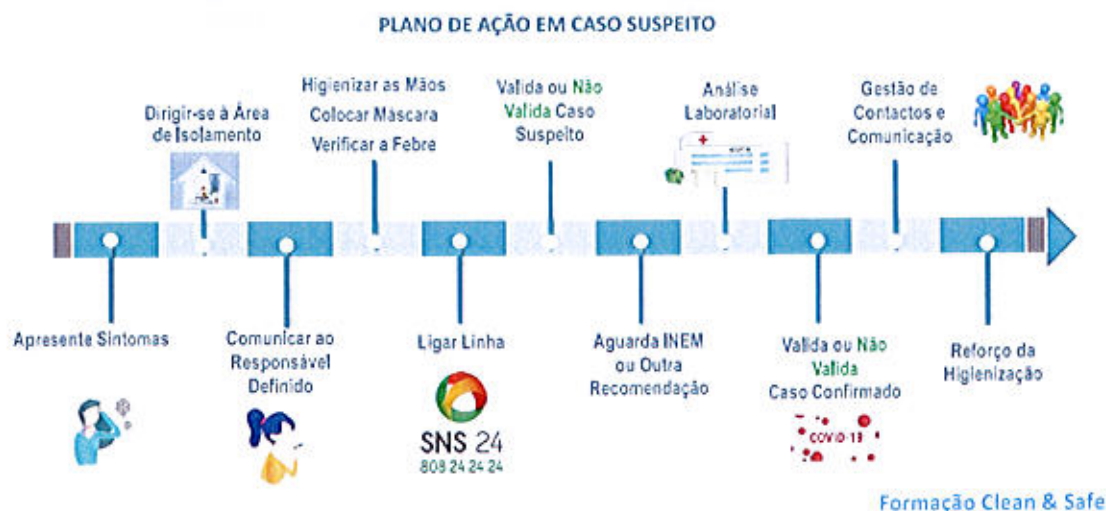 PLANO DE AÇÃO EM CASO SUSPEITO
Apresente Sintomas
Dirigir-se à Área
de Isolamento
Comunicar ao
Responsável
Definido
Higienizar as Mãos
Colocar Máscara
Verificar a Febre
Ligar Linha
SNS 24
808 24 24 24
Valida ou Não
Valida Caso
Suspeito
Aguarda INEM
ou Outra
Recomendação
Análise
Laboratorial
Valida ou Não
Valida
Caso Confirmado
COVID-19
Gestão de
Contactos e
Comunicação
Reforço da
Higienização
Formação Clean & Safe